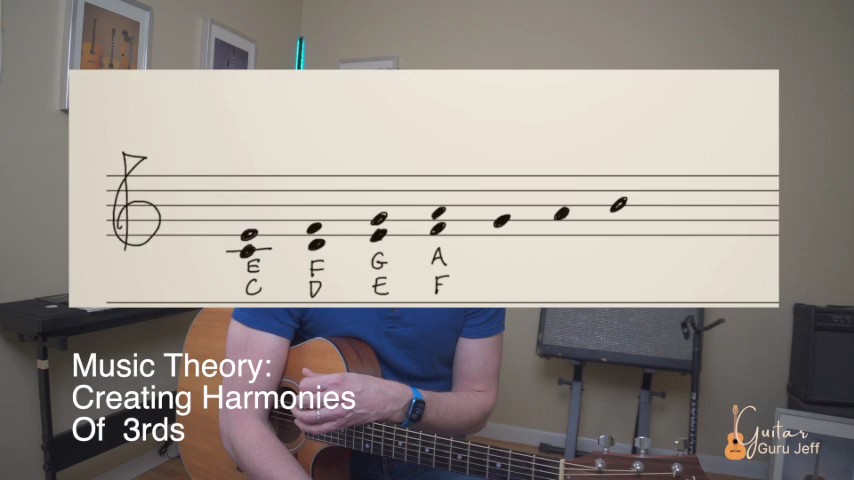 E F G A
C D E F
Music Theory:
Creating Harmonies
Of 3rds
Guitar
Guru Jeff